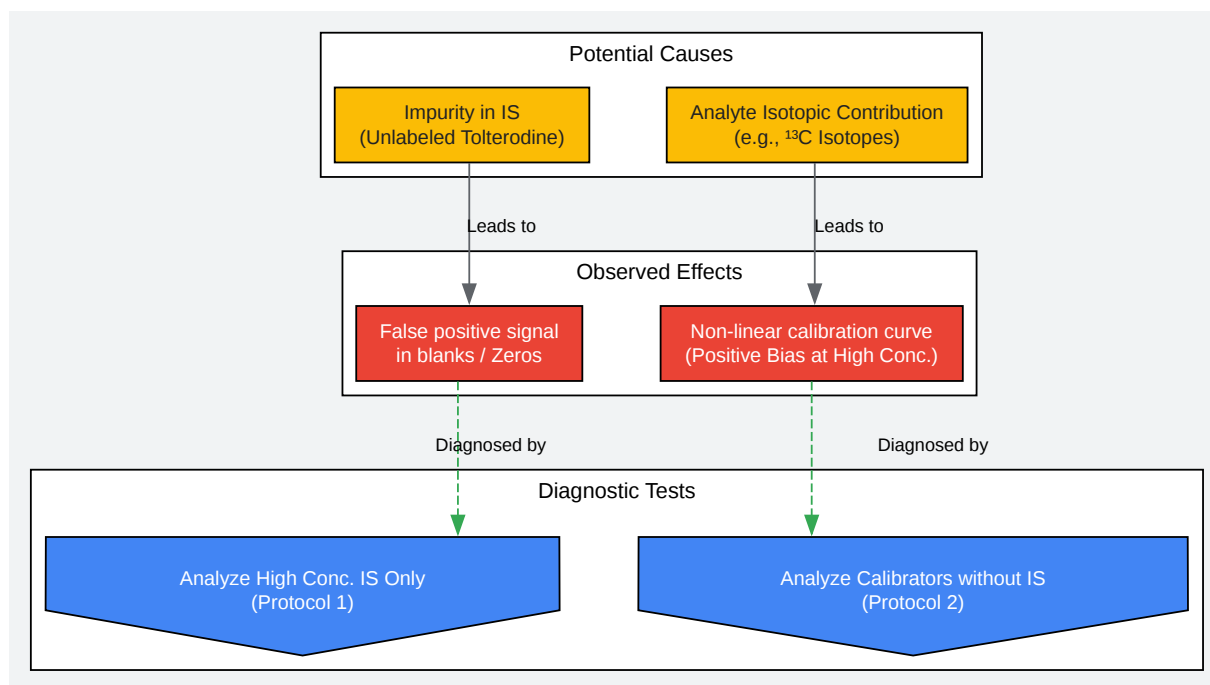 Potential Causes
Impurity in IS
(Unlabeled Tolterodine)
Analyte Isotopic Contribution
(e.g., ¹³C Isotopes)
Leads to
Leads to
Observed Effects
False positive signal
in blanks / Zeros
Non-linear calibration curve
(Positive Bias at High Conc.)
Diagnosed by
Diagnosed by
Diagnostic Tests
Analyze High Conc. IS Only
(Protocol 1)
Analyze Calibrators without IS
(Protocol 2)